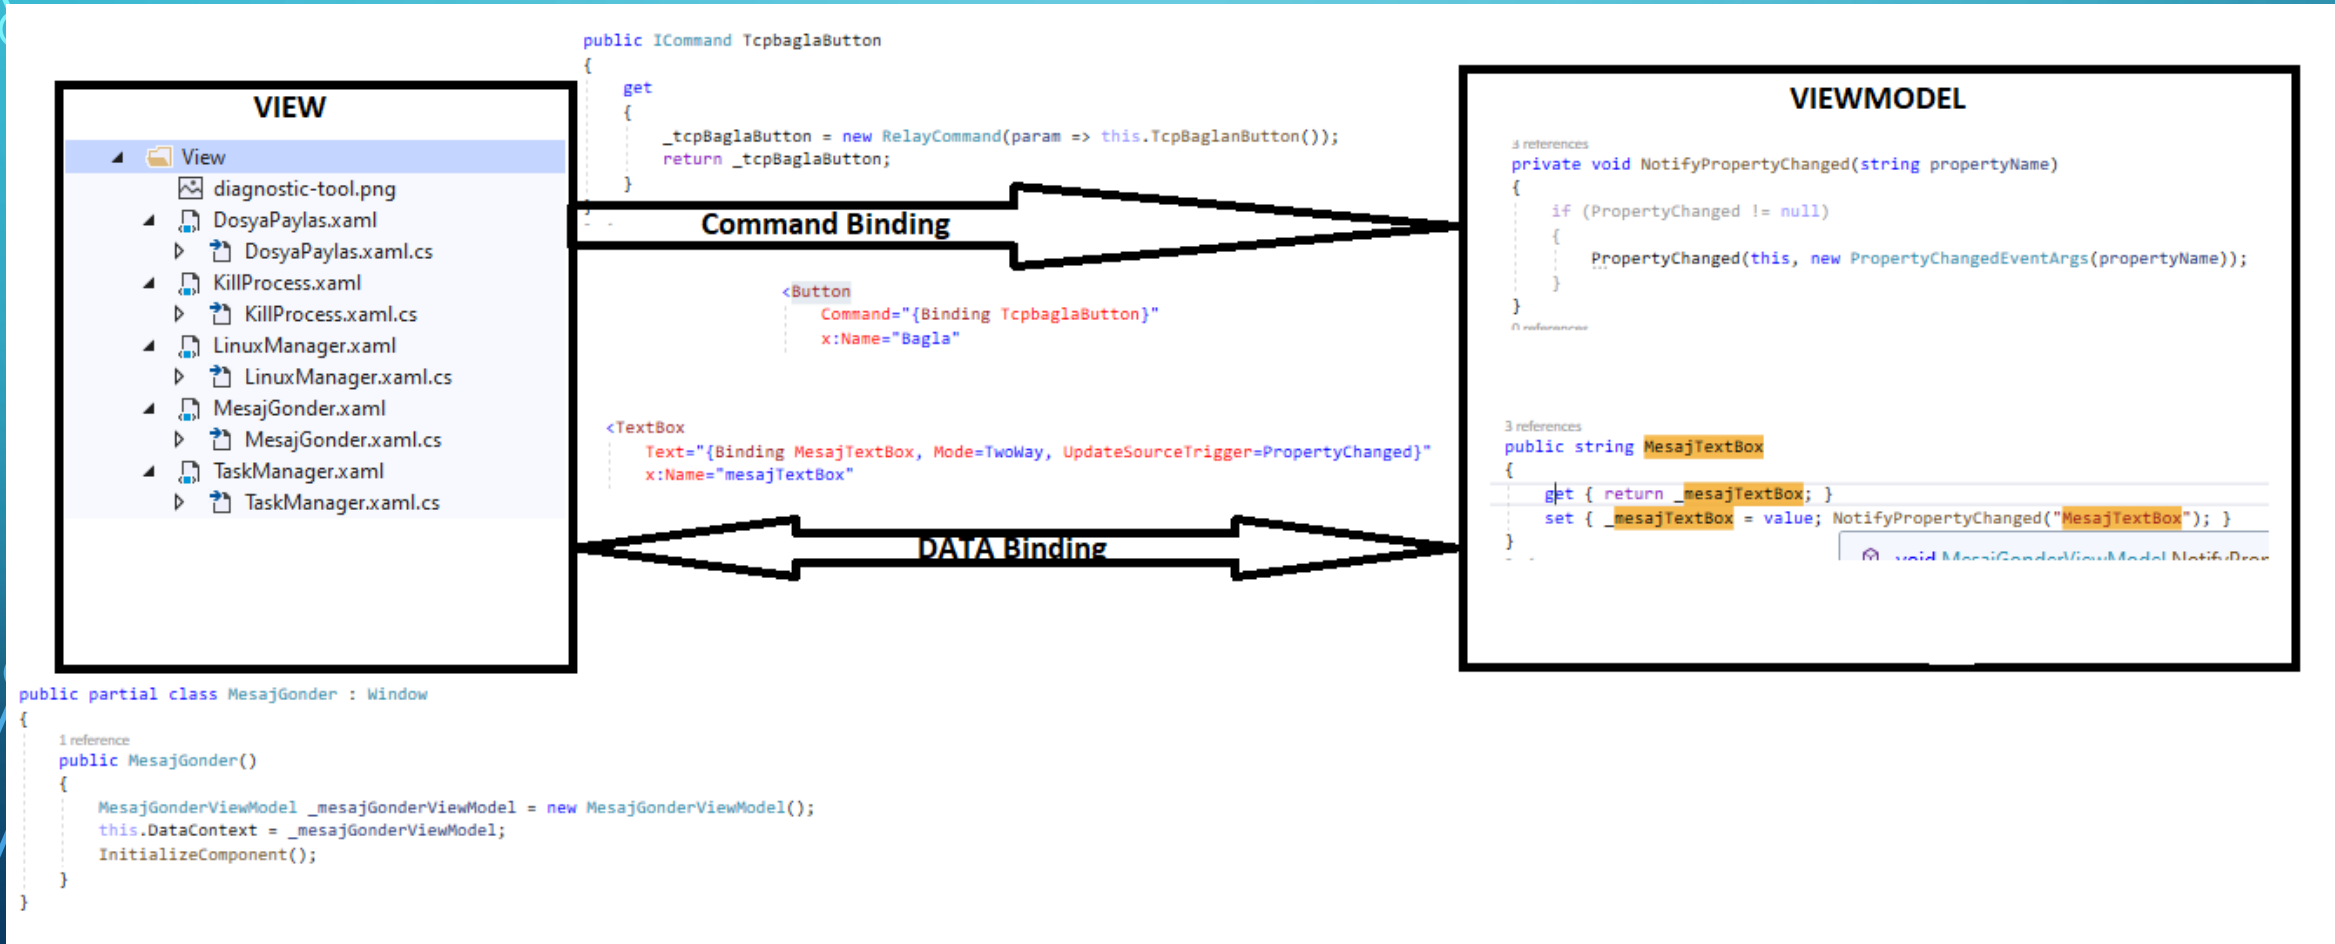 public ICommand TcpbaglaButton
{
get
{
_tcpBaglaButton = new RelayCommand(param => this.TcpBaglanButton());
return _tcpBaglaButton;
}
}
VIEW
View
diagnostic-tool.png
DosyaPaylas.xaml
DosyaPaylas.xaml.cs
KillProcess.xaml
KillProcess.xaml.cs
LinuxManager.xaml
LinuxManager.xaml.cs
MesajGonder.xaml
MesajGonder.xaml.cs
TaskManager.xaml
TaskManager.xaml.cs
Command Binding
<Button
Command="{Binding TcpbaglaButton}"
x:Name="Bagla"
<TextBox
Text="{Binding MesajTextBox, Mode=TwoWay, UpdateSourceTrigger=PropertyChanged}"
x:Name="mesajTextBox"
DATA Binding
VIEWMODEL
3 references
private void NotifyPropertyChanged(string propertyName)
{
if (PropertyChanged != null)
{
PropertyChanged(this, new PropertyChangedEventArgs(propertyName));
}
}
0 references
3 references
public string MesajTextBox
{
get { return _mesajTextBox; }
set { _mesajTextBox = value; NotifyPropertyChanged("MesajTextBox"); }
}
void MesajGonderViewModel.NotifyPror
public partial class MesajGonder : Window
{
1 reference
public MesajGonder()
{
MesajGonderViewModel _mesajGonderViewModel = new MesajGonderViewModel();
this.DataContext = _mesajGonderViewModel;
InitializeComponent();
}
}